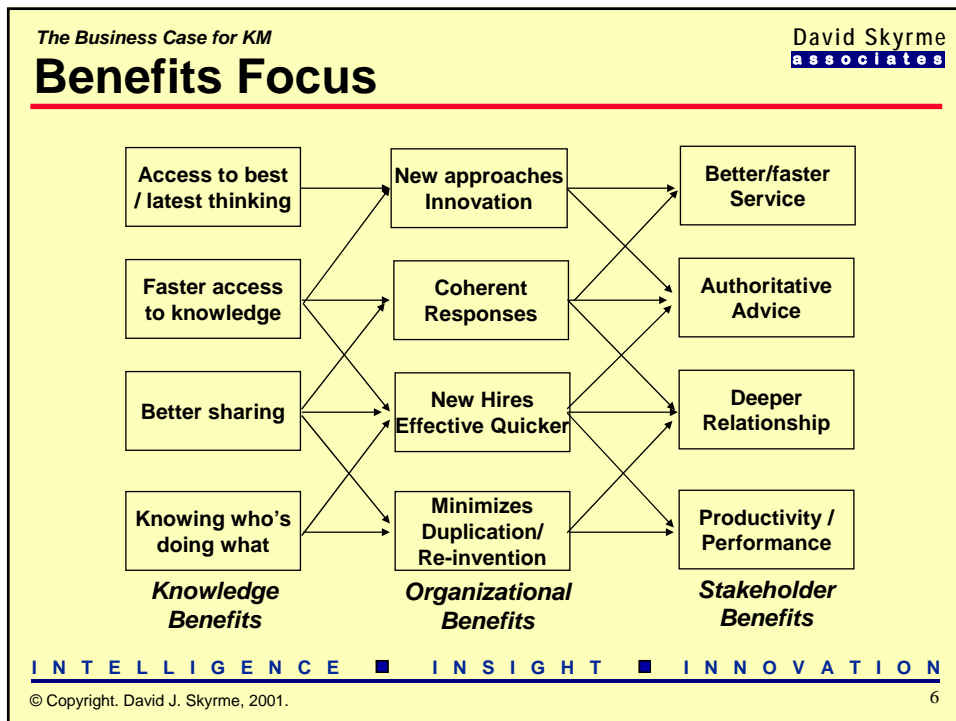 The Business Case for KM
Benefits Focus
David Skyrme
associates
Access to best
/ latest thinking
New approaches
Innovation
Better/faster
Service
Faster access
to knowledge
Coherent
Responses
Authoritative
Advice
Better sharing
New Hires
Effective Quicker
Deeper
Relationship
Knowing who's
doing what
Minimizes
Duplication/
Re-invention
Productivity /
Performance
Knowledge
Benefits
Organizational
Benefits
Stakeholder
Benefits
INTELLIGENCE ■ INSIGHT ■ INNOVATION
© Copyright. David J. Skyrme, 2001.
6